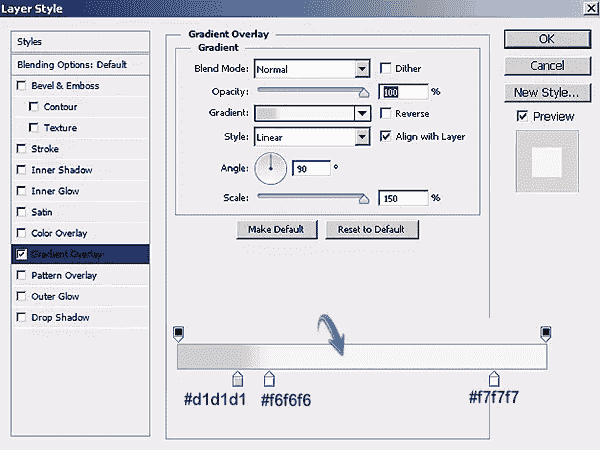 Layer Style
Styles
Blending Options: Default
Bevel & Emboss
Contour
Texture
Stroke
Inner Shadow
Inner Glow
Satin
Color Overlay
Gradient Overlay
Pattern Overlay
Outer Glow
Drop Shadow
Gradient Overlay
Gradient
Blend Mode: Normal Dither
Opacity: 100 %
Gradient: Reverse
Style: Linear Align with Layer
Angle: 90 °
Scale: 150 %
Make Default Reset to Default
OK
Cancel
New Style...
Preview
#d1d1d1 #f6f6f6 #f7f7f7